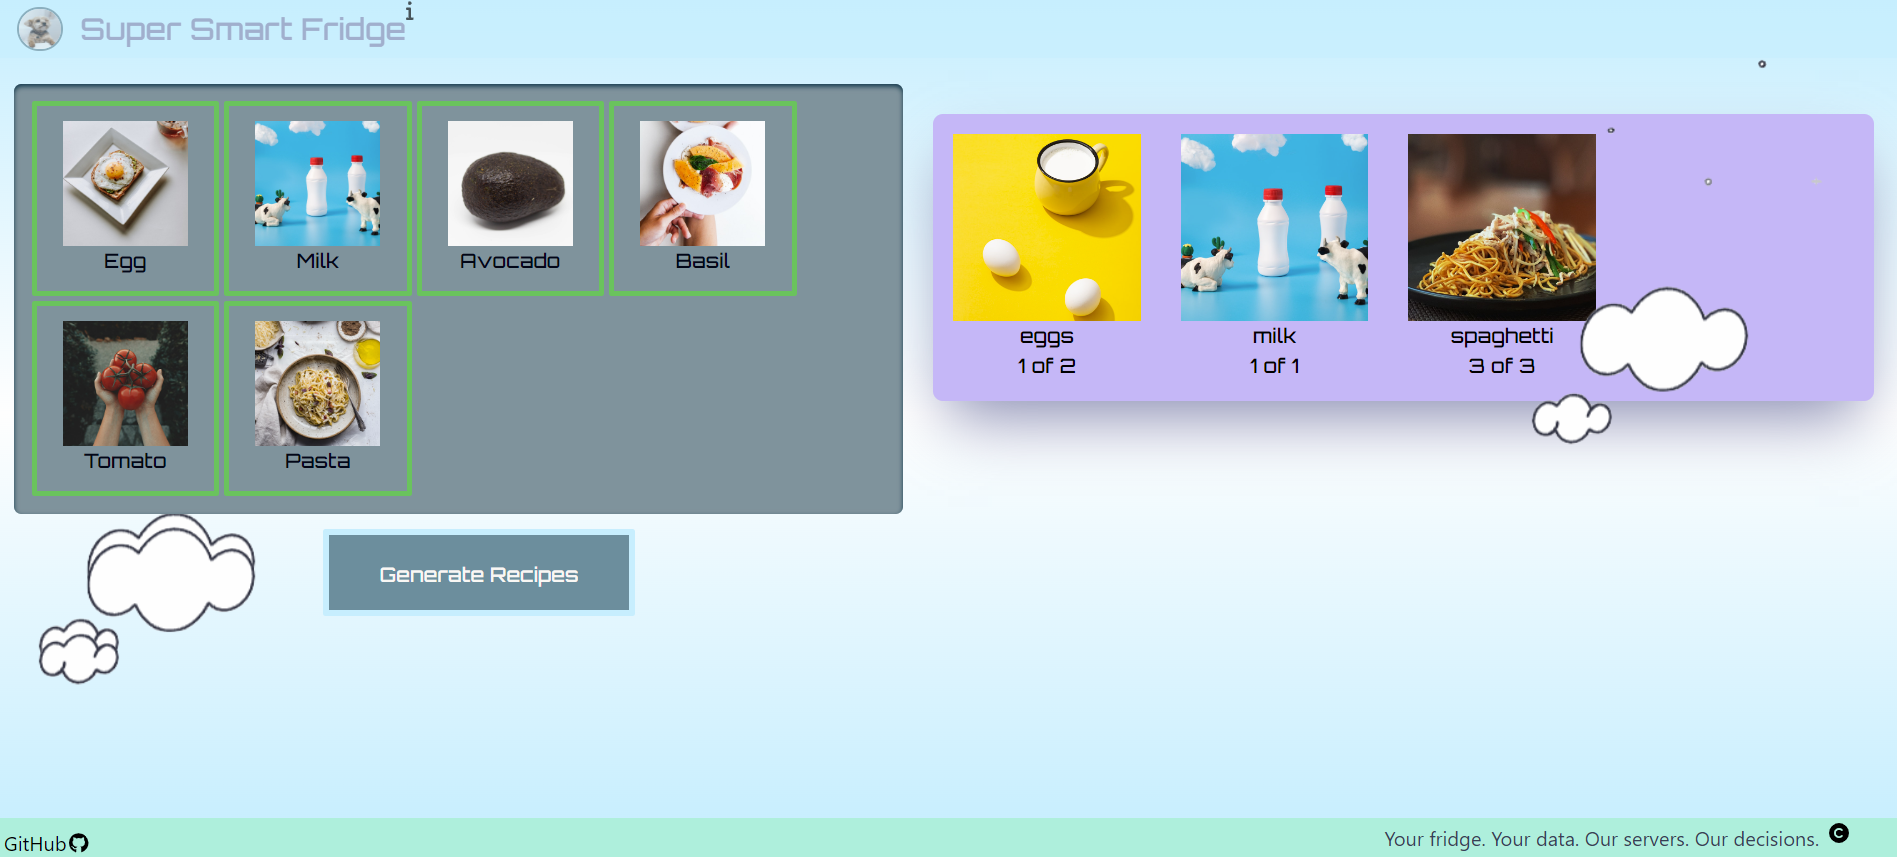 Super Smart Fridge i
Egg
Milk
Avocado
Basil
Tomato
Pasta
Generate Recipes
eggs
1 of 2
milk
1 of 1
spaghetti
3 of 3
GitHub
Your fridge. Your data. Our servers. Our decisions. C